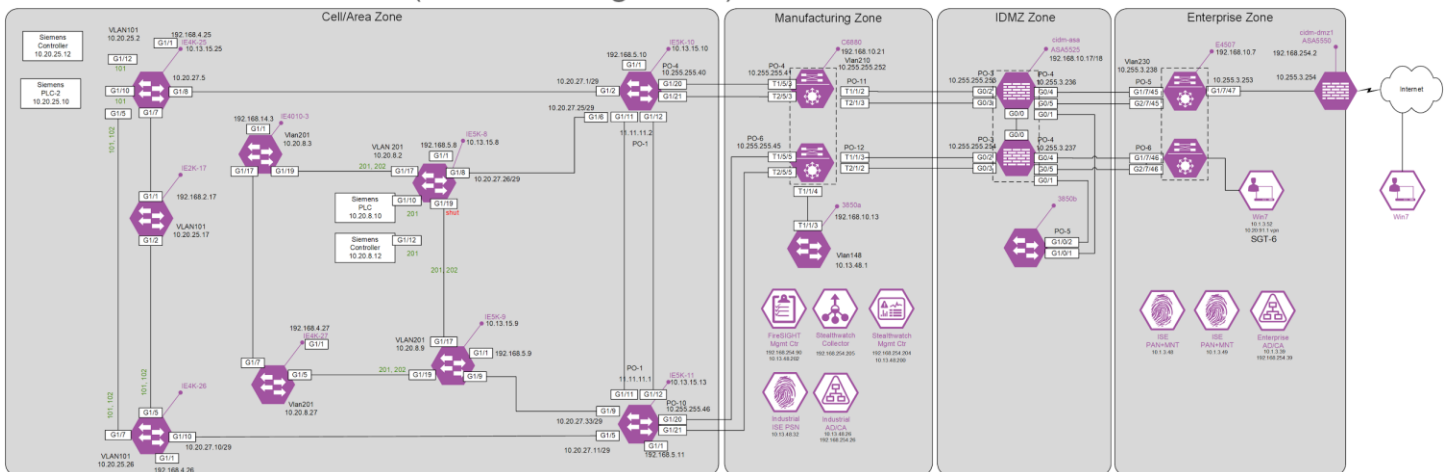 Cell/Area Zone
Manufacturing Zone
IDMZ Zone
Enterprise Zone
Siemens
Controller
10.20.25.12
Siemens
PLC-2
10.20.25.10
VLAN101
10.20.25.2
192.168.4.25
G1/1
IE4K-25
10.13.15.25
G1/12
101
G1/10
101
G1/5
G1/7
G1/8
10.20.27.5
101, 102
IE2K-17
192.168.2.17
G1/1
G1/2
VLAN101
10.20.25.17
101, 102
101, 102
IE4K-26
G1/5
G1/7
G1/10
10.20.27.10/29
VLAN101
10.20.25.26
G1/1
192.168.4.26
192.168.14.3
G1/1
IE4010-3
Vlan201
10.20.8.3
G1/17
G1/19
201, 202
VLAN 201
10.20.8.2
192.168.5.8
G1/1
IE5K-8
10.13.15.8
G1/17
G1/8
10.20.27.26/29
G1/10
201
G1/19
shut
Siemens
PLC
10.20.8.10
Siemens
Controller
10.20.8.12
G1/12
201
201, 202
192.168.4.27
IE4K-27
G1/1
G1/7
G1/5
Vlan201
10.20.8.27
201, 202
VLAN201
10.20.8.9
IE5K-9
10.13.15.9
G1/17
G1/1
192.168.5.9
G1/19
G1/9
IE5K-10
10.13.15.10
192.168.5.10
G1/1
PO-4
10.255.255.40
10.20.27.1/29
G1/2
G1/20
G1/21
10.20.27.25/29
G1/6
G1/11
G1/12
11.11.11.2
PO-1
PO-1
11.11.11.1
IE5K-11
10.13.15.13
G1/11
G1/12
PO-10
10.255.255.46
G1/9
10.20.27.33/29
G1/20
G1/21
G1/5
10.20.27.11/29
G1/1
192.168.5.11
C6880
192.168.10.21
Vlan210
10.255.255.252
PO-4
T1/5/3
T2/5/3
PO-11
T1/1/2
T2/1/3
PO-6
10.255.255.45
T1/5/5
T2/5/5
PO-12
T1/1/3
T2/1/2
T1/1/4
3850a
192.168.10.13
T1/1/3
Vlan148
10.13.48.1
FireSIGHT
Mgmt Ctr
Stealthwatch
Collector
192.168.254.205
Stealthwatch
Mgmt Ctr
192.168.254.204
Industrial
ISE PSN
Industrial
AD/CA
cidm-asa
ASA5525
192.168.10.17/18
PO-3
PO-4
10.255.3.236
G0/2
G0/3
G0/4
G0/5
G0/1
G0/0
G0/0
PO-3
PO-4
10.255.3.237
G0/2
G0/3
G0/4
G0/5
G0/1
3850b
PO-5
G1/0/2
G1/0/1
E4507
192.168.10.7
Vlan230
10.255.3.238
PO-5
G1/7/45
G2/7/45
G1/7/47
10.255.3.253
PO-6
G1/7/46
G2/7/46
cidm-dmz1
ASA5550
192.168.254.2
10.255.3.254
Internet
Win7
SGT-6
Win7
ISE
PAN+MNT
10.1.3.48
ISE
PAN+MNT
10.1.3.49
Enterprise
AD/CA